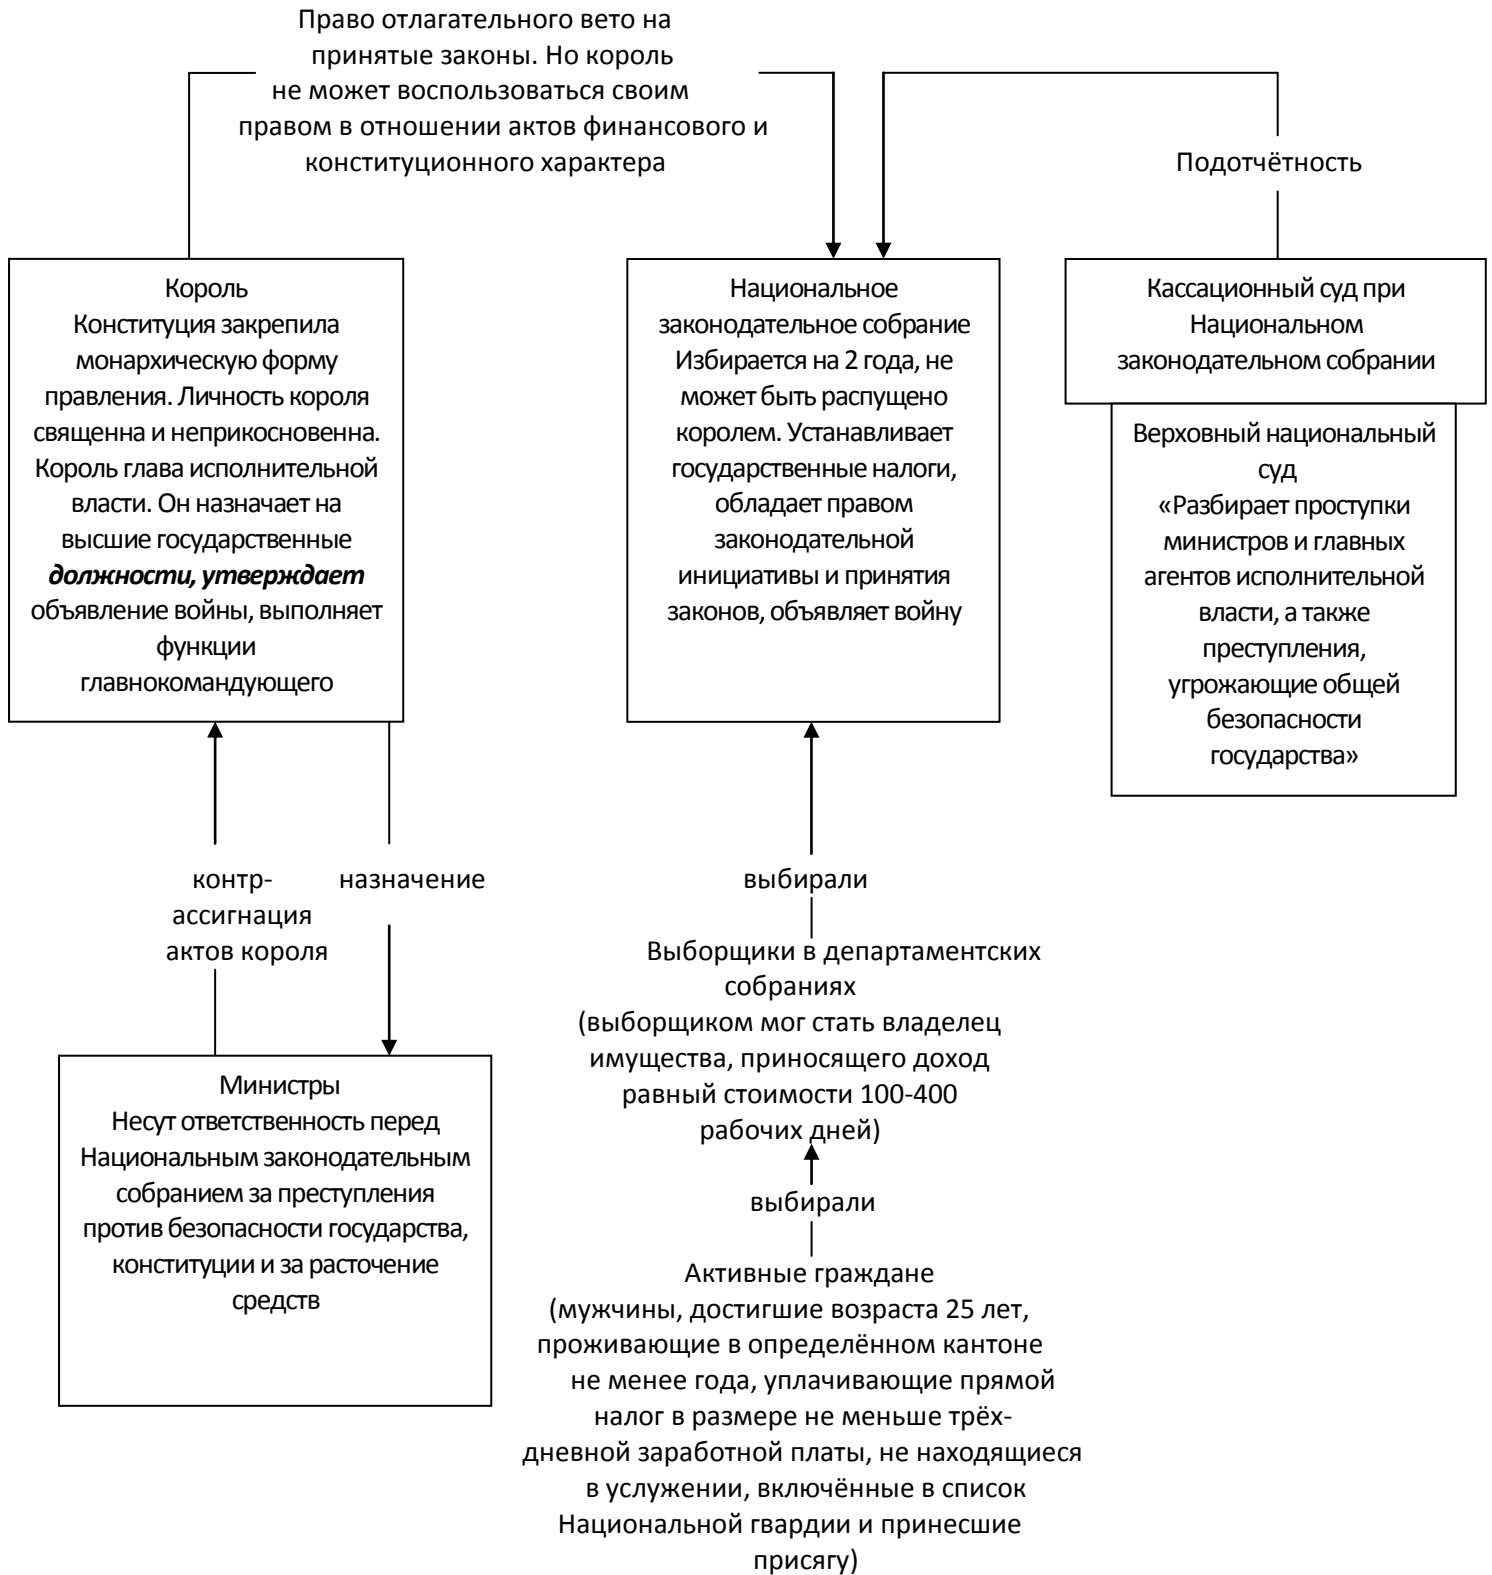 Право отлагательного вето на
принятые законы. Но король
не может воспользоваться своим
правом в отношении актов финансового и
конституционного характера
Подотчётность
Король
Конституция закрепила
монархическую форму
правления. Личность короля
священна и неприкосновенна.
Король глава исполнительной
власти. Он назначает на
высшие государственные
должности, утверждает
объявление войны, выполняет
функции
главнокомандующего
Национальное
законодательное собрание
Избирается на 2 года, не
может быть распущено
королем. Устанавливает
государственные налоги,
обладает правом
законодательной
инициативы и принятия
законов, объявляет войну
Кассационный суд при
Национальном
законодательном собрании
Верховный национальный
суд
«Разбирает проступки
министров и главных
агентов исполнительной
власти, а также
преступления,
угрожающие общей
безопасности
государства»
контр-
ассигнация
актов короля
назначение
выбирали
Выборщики в департаментских
собраниях
(выборщиком мог стать владелец
имущества, приносящего доход
равный стоимости 100-400
рабочих дней)
Министры
Несут ответственность перед
Национальным законодательным
собранием за преступления
против безопасности государства,
конституции и за расточение
средств
выбирали
Активные граждане
(мужчины, достигшие возраста 25 лет,
проживающие в определённом кантоне
не менее года, уплачивающие прямой
налог в размере не меньше трёх-
дневной заработной платы, не находящиеся
в услужении, включённые в список
Национальной гвардии и принесшие
присягу)